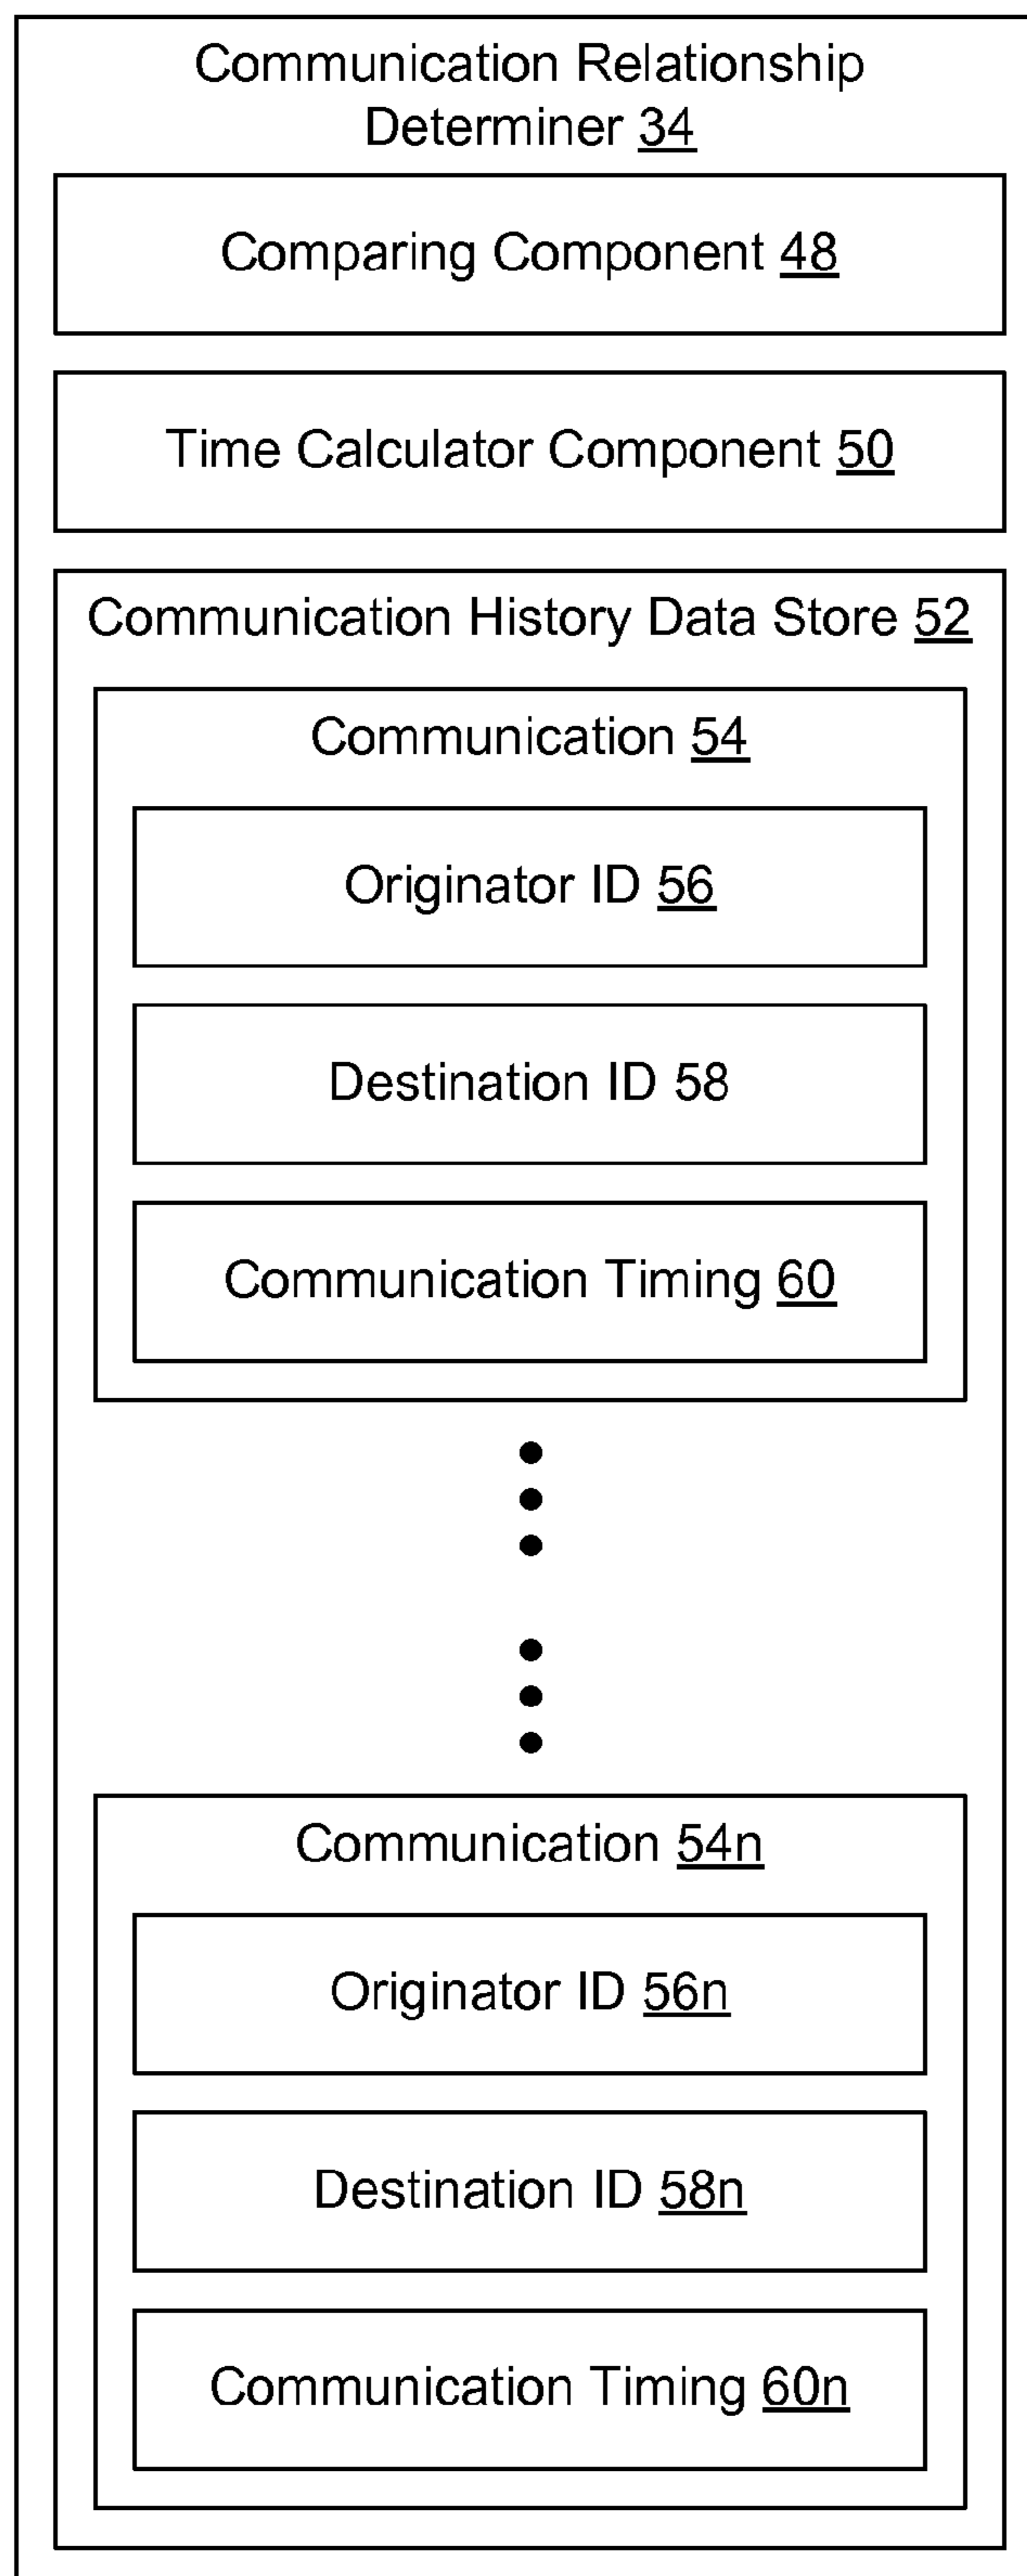 Communication Relationship
Determiner 34
Comparing Component 48
Time Calculator Component 50
Communication History Data Store 52
Communication 54
Originator ID 56
Destination ID 58
Communication Timing 60
Communication 54n
Originator ID 56n
Destination ID 58n
Communication Timing 60n